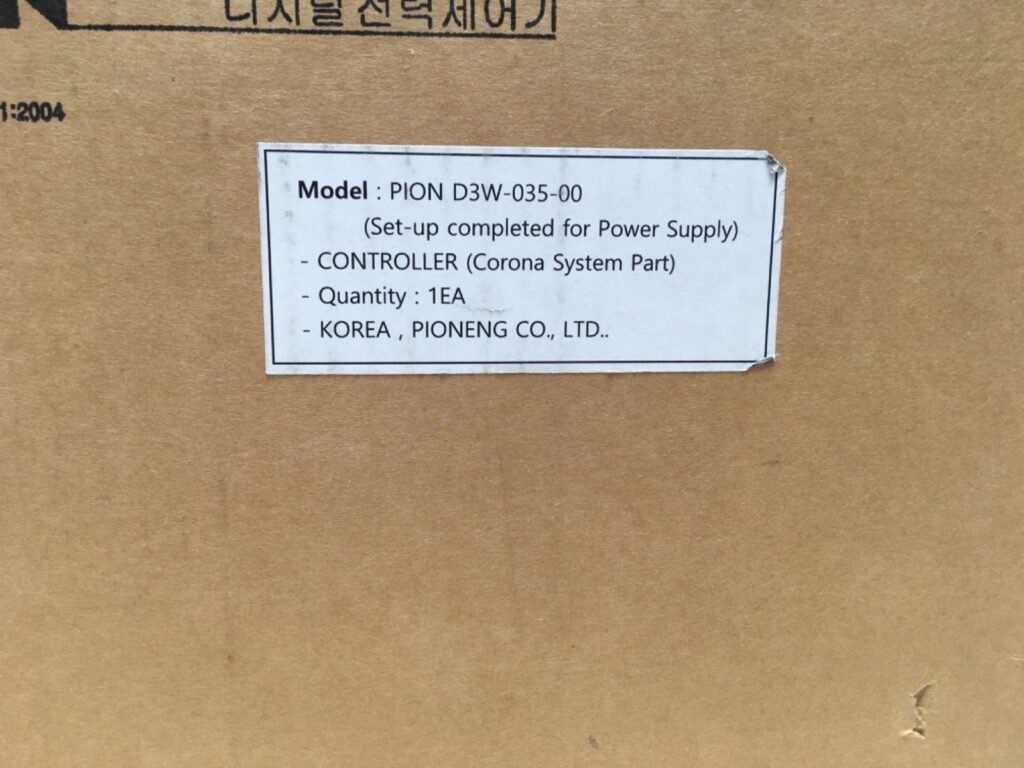 N 디지털 전력제어기
1:2004
Model : PION D3W-035-00
(Set-up completed for Power Supply)
- CONTROLLER (Corona System Part)
- Quantity : 1EA
- KOREA , PIONENG CO., LTD..